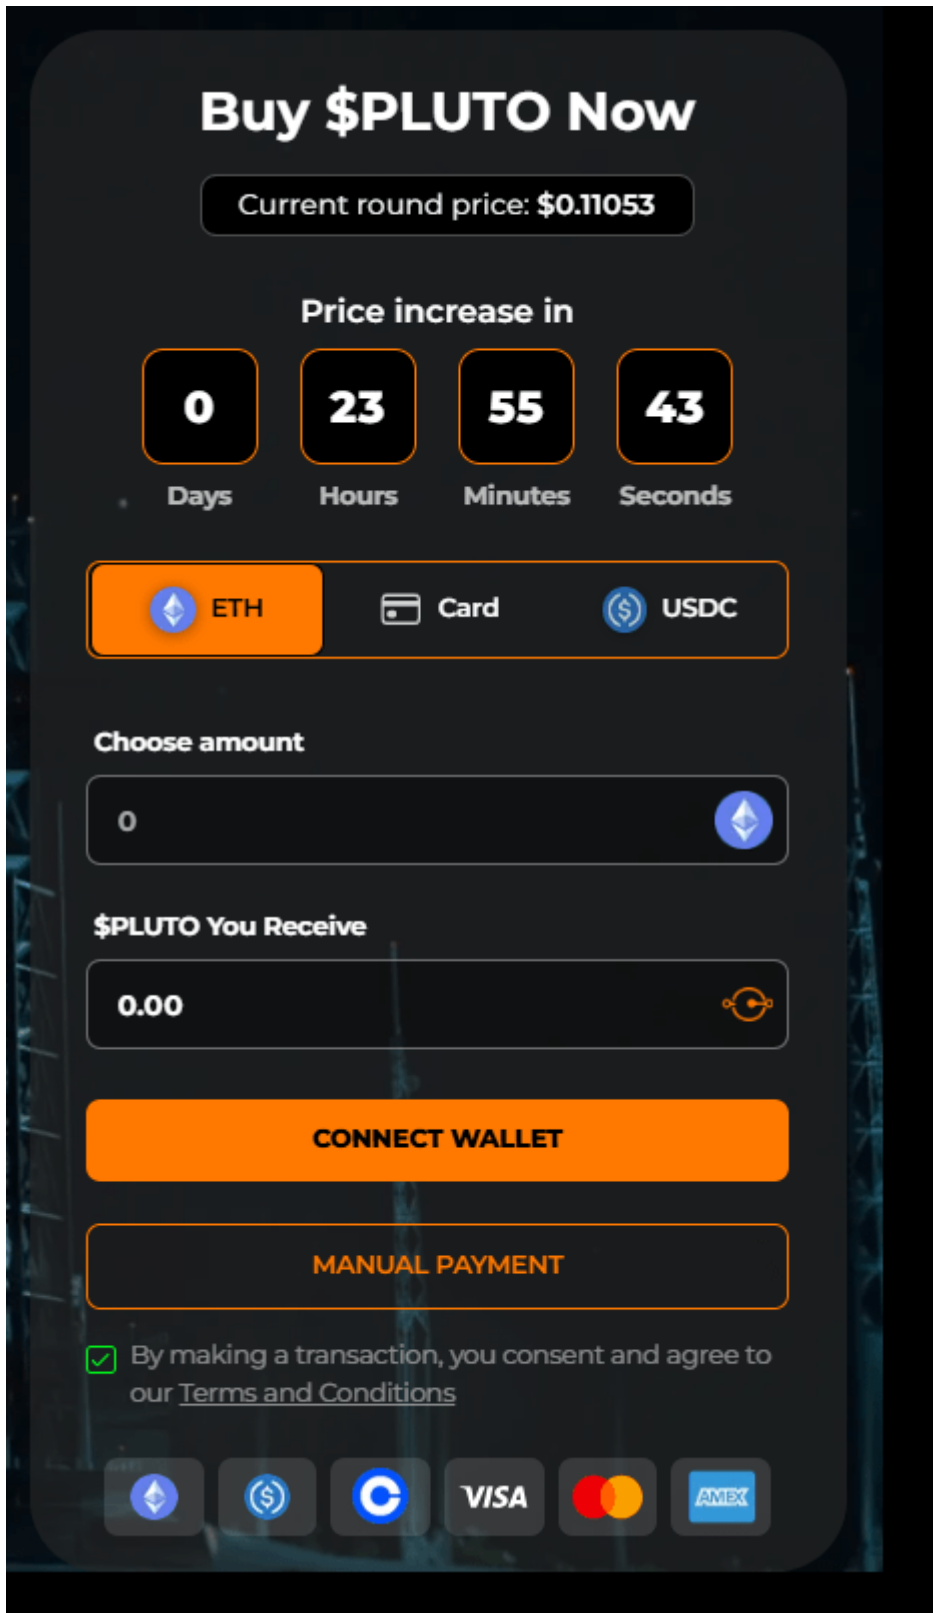 Buy $PLUTO Now
Current round price: $0.11053
Price increase in
0 23 55 43
Days Hours Minutes Seconds
ETH Card USDC
Choose amount
0
$PLUTO You Receive
0.00
CONNECT WALLET
MANUAL PAYMENT
By making a transaction, you consent and agree to
our Terms and Conditions
VISA AMEX